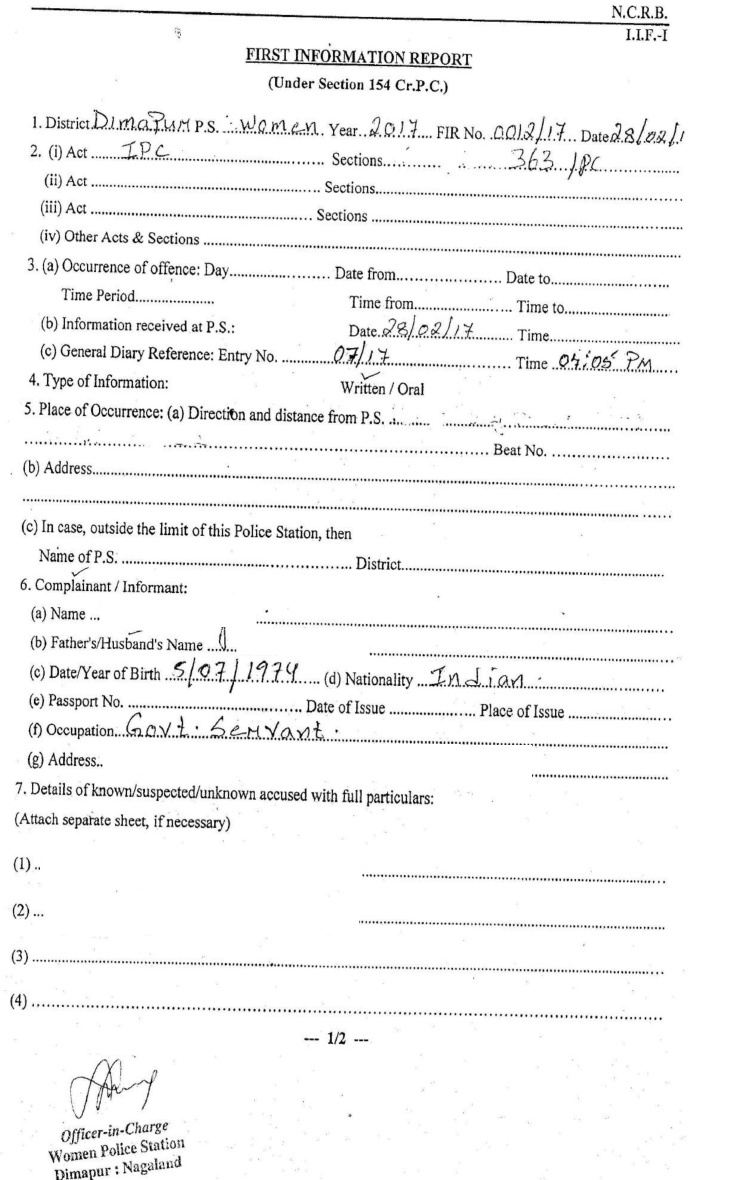 N.C.R.B.
I.I.F.-I
FIRST INFORMATION REPORT
(Under Section 154 Cr.P.C.)
1. District Dimapur P.S. Women. Year 2017 FIR No. 0012/17 Date 28/02/1
2. (i) Act I.P.C Sections 363 IPC
(ii) Act Sections
(iii) Act Sections
(iv) Other Acts & Sections
3. (a) Occurrence of offence: Day Date from Date to
Time Period Time from Time to
(b) Information received at P.S.: Date 28/02/17 Time
(c) General Diary Reference: Entry No. 07/17 Time 04:05 PM
4. Type of Information: Written / Oral
5. Place of Occurrence: (a) Direction and distance from P.S.
Beat No.
(b) Address
(c) In case, outside the limit of this Police Station, then
Name of P.S. District
6. Complainant / Informant:
(a) Name ...
(b) Father's/Husband's Name
(c) Date/Year of Birth 5/07/1974 (d) Nationality Indian
(e) Passport No. Date of Issue Place of Issue
(f) Occupation Govt. Servant.
(g) Address..
7. Details of known/suspected/unknown accused with full particulars:
(Attach separate sheet, if necessary)
(1) ..
(2) ...
(3)
(4)
--- 1/2 ---
Officer-in-Charge
Women Police Station
Dimapur : Nagaland